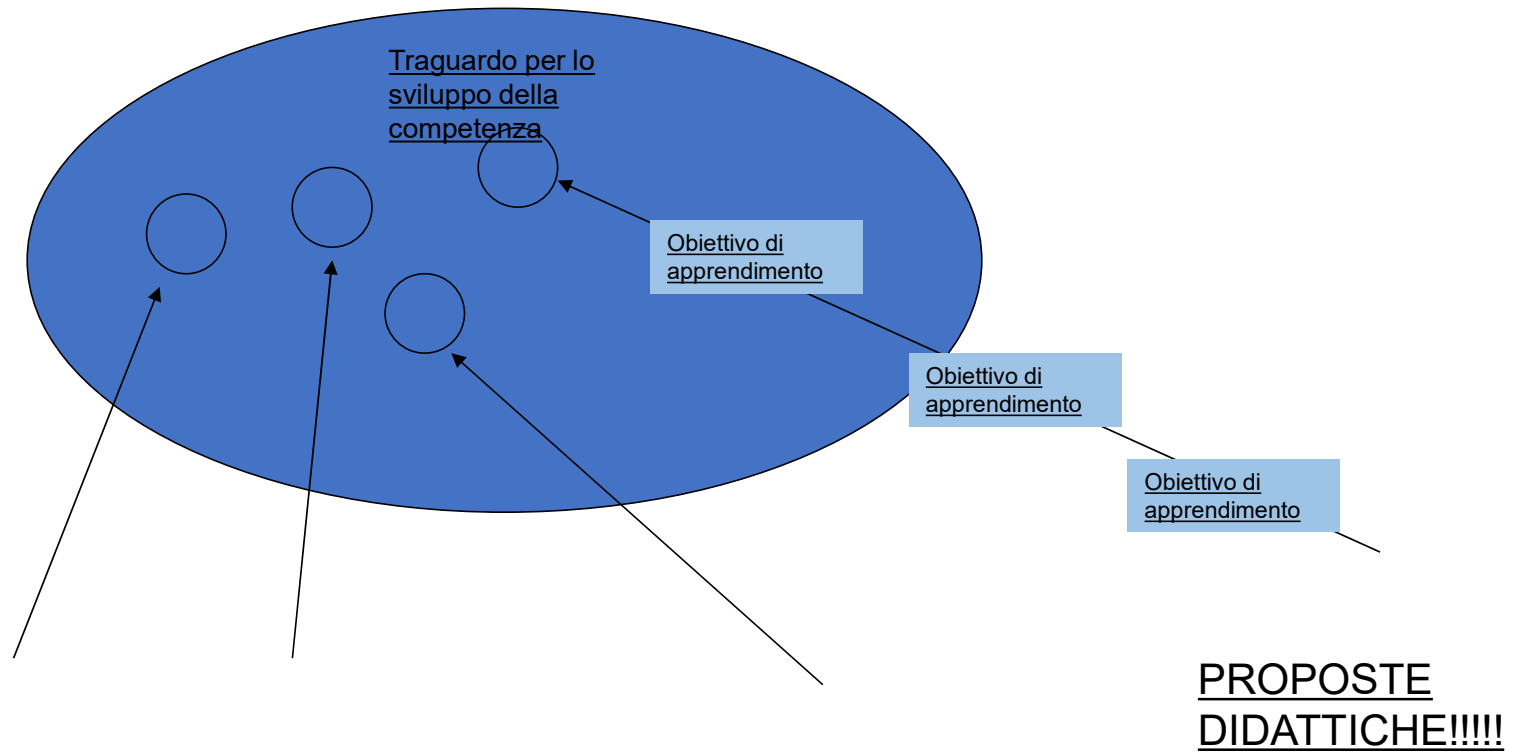 Traguardo per lo
sviluppo della
competenza
Obiettivo di
apprendimento
Obiettivo di
apprendimento
Obiettivo di
apprendimento
PROPOSTE
DIDATTICHE!!!!!